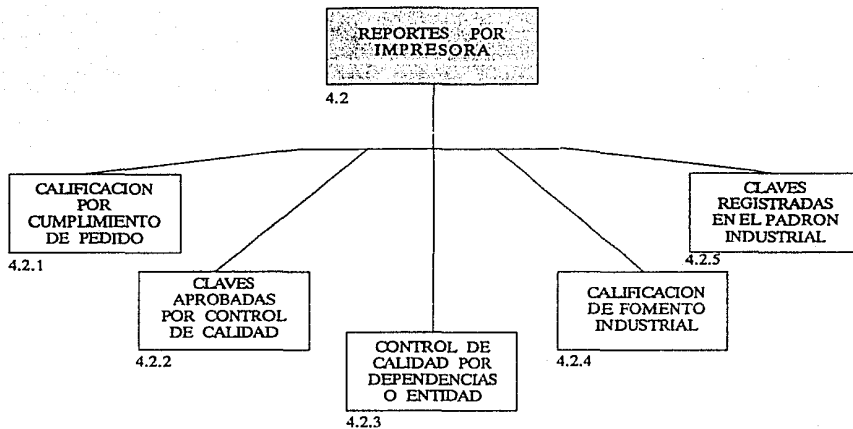 REPORTES POR
IMPRESORA
4.2
CALIFICACION
POR
CUMPLIMIENTO
DE PEDIDO
4.2.1
CLAVES
APROBADAS
POR CONTROL
DE CALIDAD
4.2.2
CONTROL DE
CALIDAD POR
DEPENDENCIAS
O ENTIDAD
4.2.3
CALIFICACION
DE FOMENTO
INDUSTRIAL
4.2.4
CLAVES
REGISTRADAS
EN EL PADRON
INDUSTRIAL
4.2.5